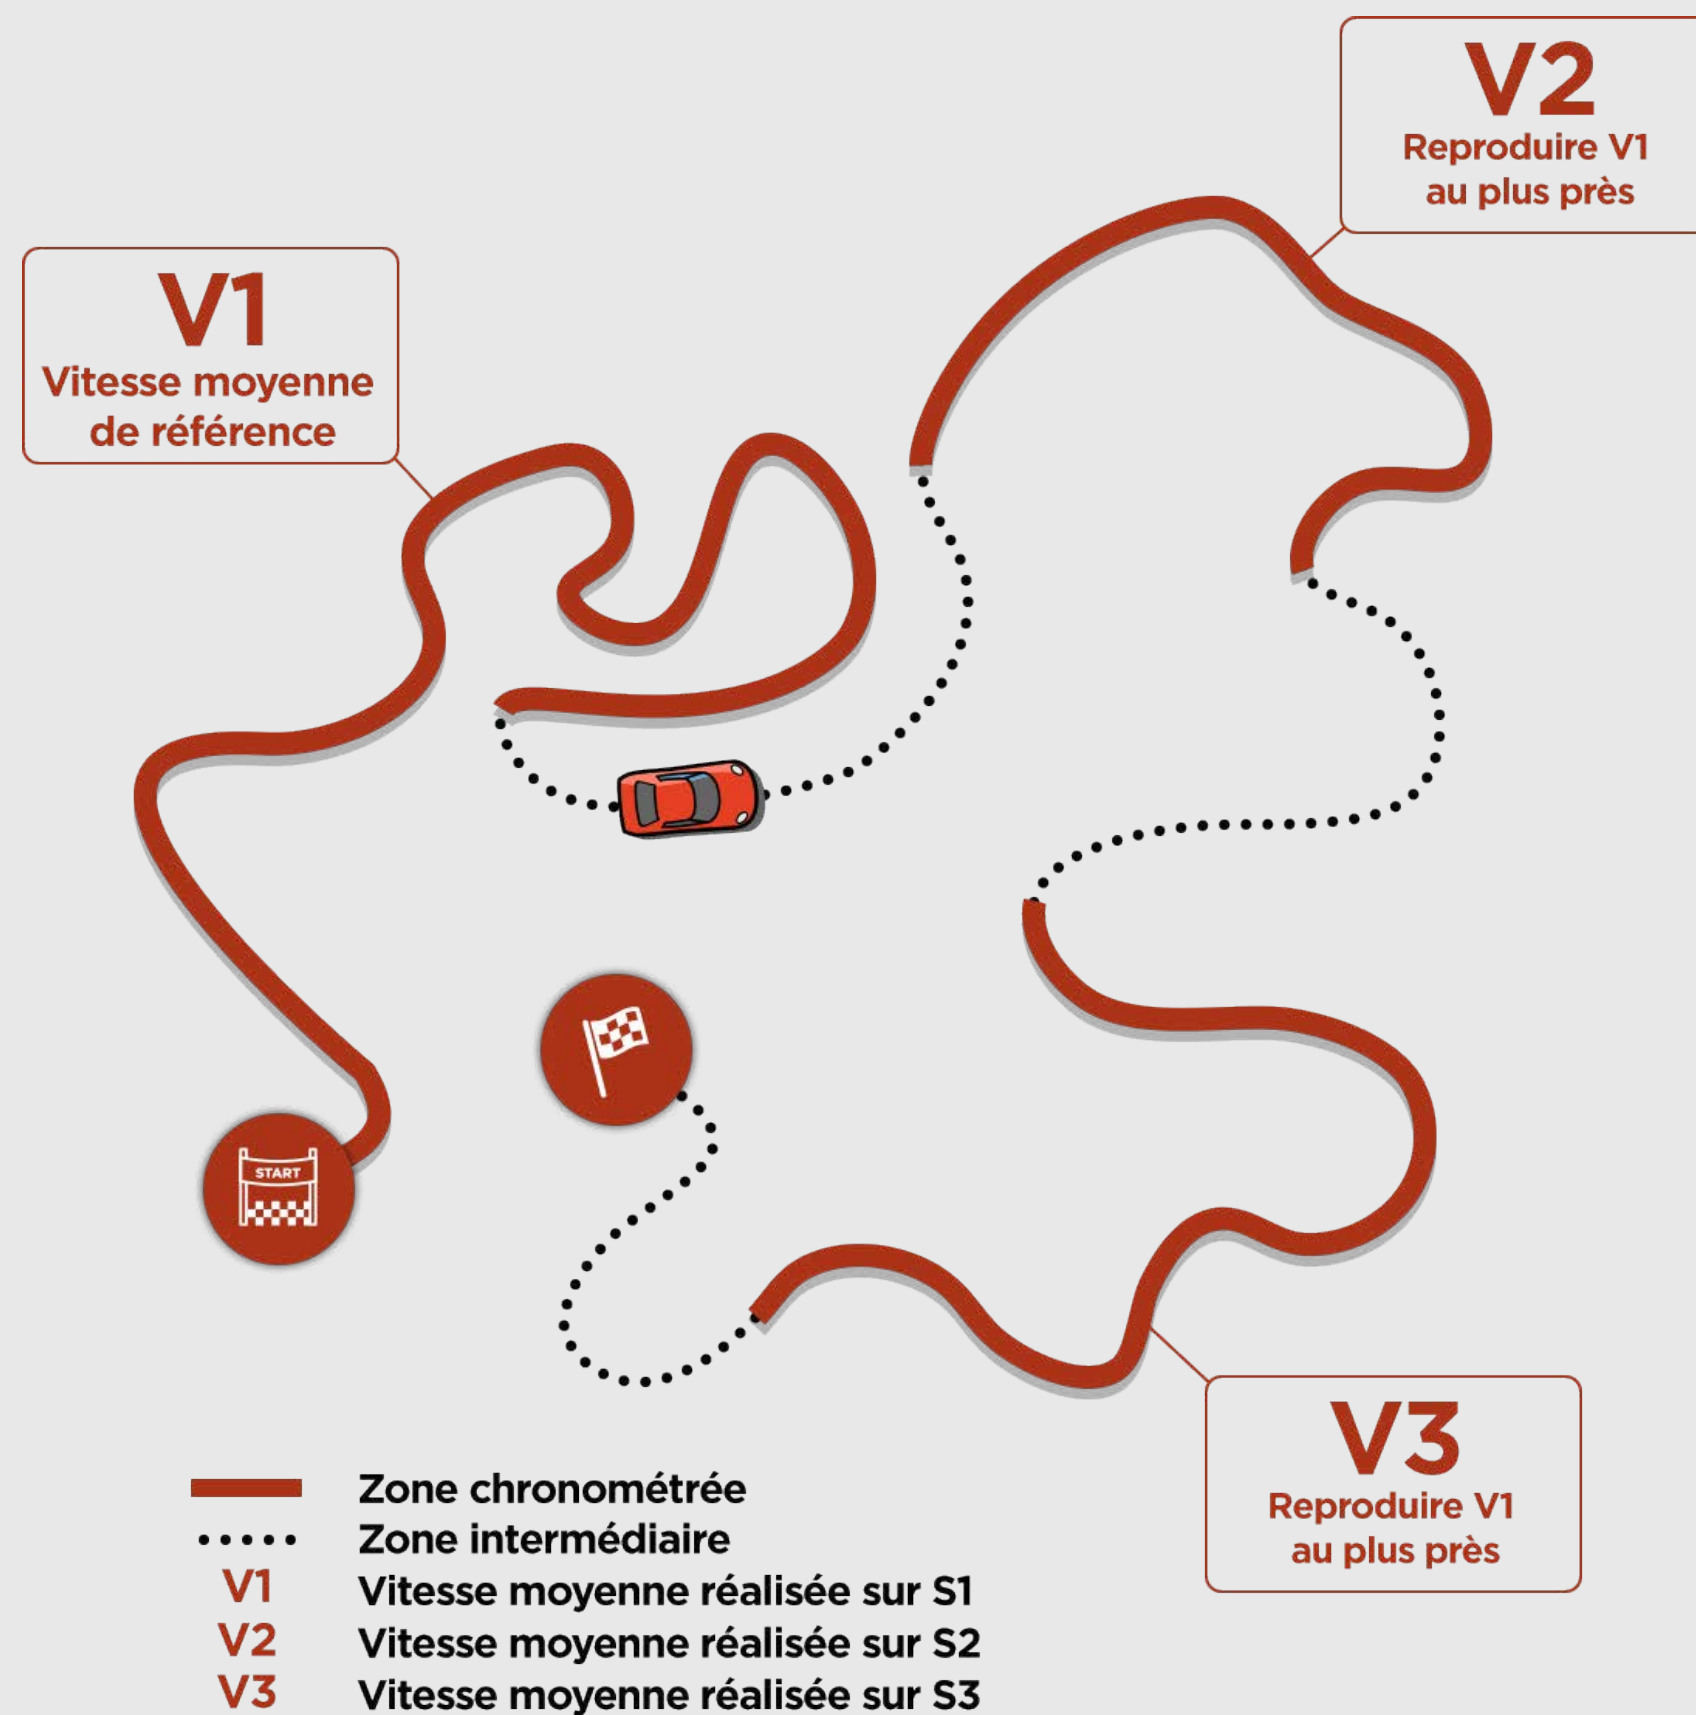 V2
Reproduire V1
au plus près
V1
Vitesse moyenne
de référence
START
V3
Reproduire V1
au plus près
Zone chronométrée
Zone intermédiaire
V1 Vitesse moyenne réalisée sur S1
V2 Vitesse moyenne réalisée sur S2
V3 Vitesse moyenne réalisée sur S3